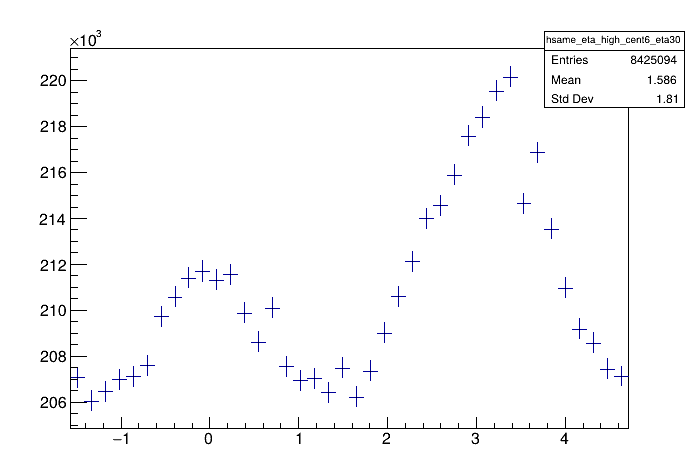 ×10³
hsame_eta_high_cent6_eta30
Entries 8425094
Mean 1.586
Std Dev 1.81
220
218
216
214
212
210
208
206
−1 0 1 2 3 4